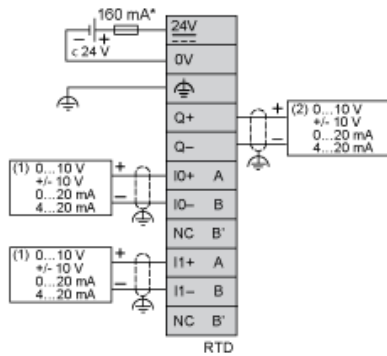 160 mA*
24V
- +
c 24 V
0V
Q+
+ (2) 0...10 V
+/- 10 V
0...20 mA
4...20 mA
Q–
–
(1) 0...10 V
+/- 10 V
0...20 mA
4...20 mA
+
I0+ A
–
I0– B
NC B'
(1) 0...10 V
+/- 10 V
0...20 mA
4...20 mA
+
I1+ A
–
I1– B
NC B'
RTD